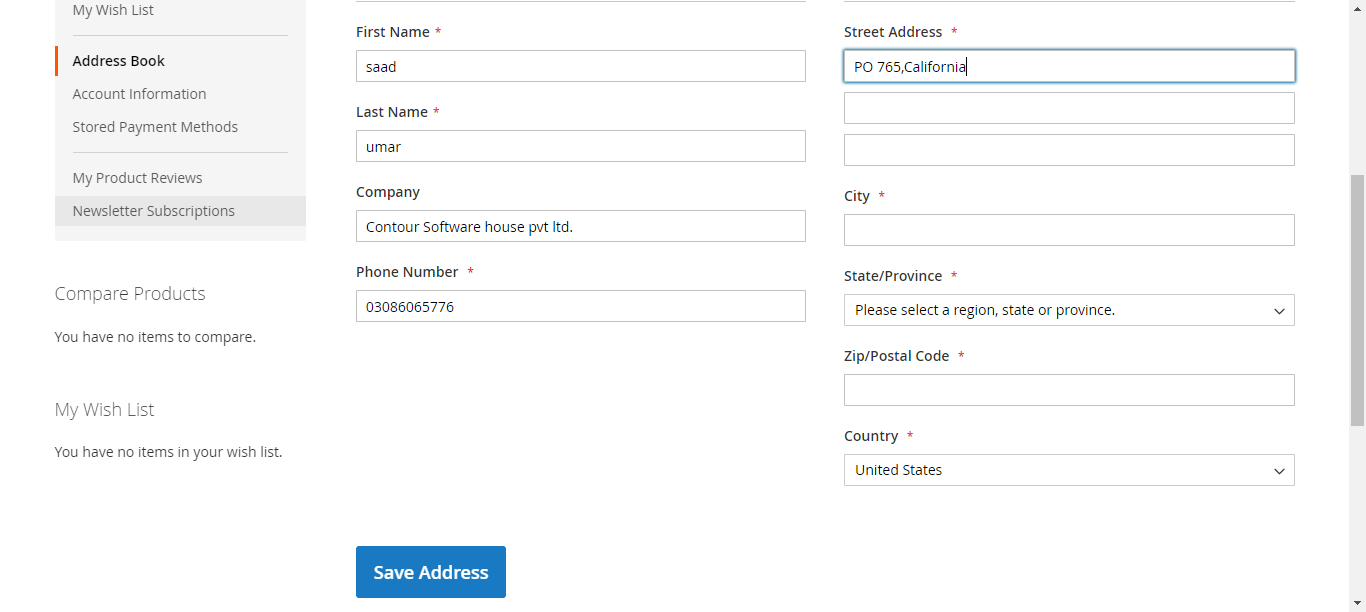 My Wish List
Address Book
Account Information
Stored Payment Methods
My Product Reviews
Newsletter Subscriptions
Compare Products
You have no items to compare.
My Wish List
You have no items in your wish list.
First Name *
saad
Last Name *
umar
Company
Contour Software house pvt ltd.
Phone Number *
03086065776
Street Address *
PO 765,California
City *
State/Province *
Please select a region, state or province.
Zip/Postal Code *
Country *
United States
Save Address